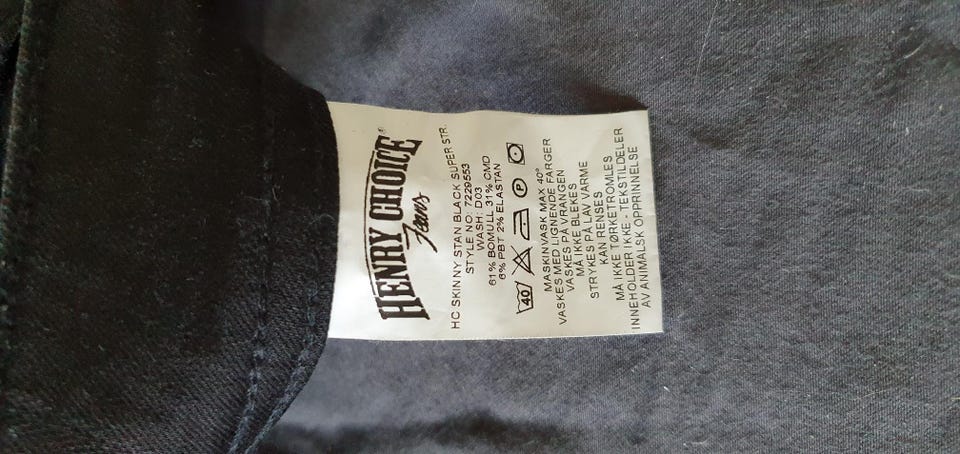 HENRY CHOICE®
Jeans
HC SKINNY STAN BLACK SUPER STR.
STYLE NO: 7229553
WASH: D03
61% BOMULL 31% CMD
6% PBT 2% ELASTAN
40 P
MASKINVASK MAX 40°
VASKES MED LIGNENDE FARGER
VASKES PÅ VRANGEN
MÅ IKKE BLEKES
STRYKES PÅ LAV VARME
KAN RENSES
MÅ IKKE TØRKETROMLES
INNEHOLDER IKKE - TEKSTILDELER
AV ANIMALSK OPPRINNELSE